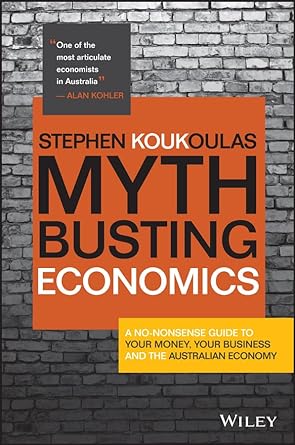 "One of the
most articulate
economists
in Australia"
— ALAN KOHLER
STEPHEN KOUKOULAS
MYTH
BUSTING
ECONOMICS
A NO-NONSENSE GUIDE TO
YOUR MONEY, YOUR BUSINESS
AND THE AUSTRALIAN ECONOMY
WILEY